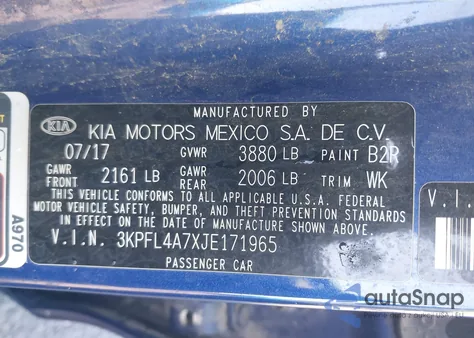 MANUFACTURED BY
KIA KIA MOTORS MEXICO S.A. DE C.V.
07/17 GVWR 3880 LB PAINT B2R
GAWR FRONT 2161 LB GAWR REAR 2006 LB TRIM WK
THIS VEHICLE CONFORMS TO ALL APPLICABLE U.S.A. FEDERAL
MOTOR VEHICLE SAFETY, BUMPER, AND THEFT PREVENTION STANDARDS
IN EFFECT ON THE DATE OF MANUFACTURE SHOWN ABOVE.
V.I.N. 3KPFL4A7XJE171965
PASSENGER CAR
A970
V.I.
autoSnap